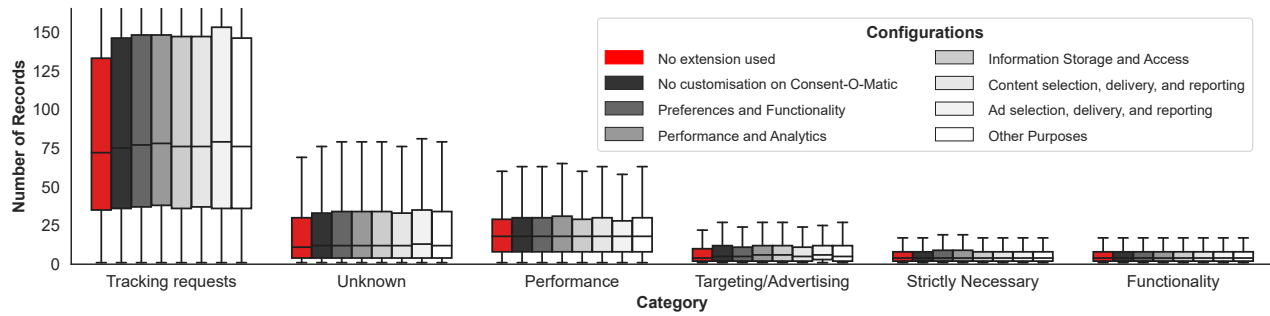 Configurations
No extension used
No customisation on Consent-O-Matic
Preferences and Functionality
Performance and Analytics
Information Storage and Access
Content selection, delivery, and reporting
Ad selection, delivery, and reporting
Other Purposes
Number of Records
150
125
100
75
50
25
0
Tracking requests
Unknown
Performance
Targeting/Advertising
Strictly Necessary
Functionality
Category